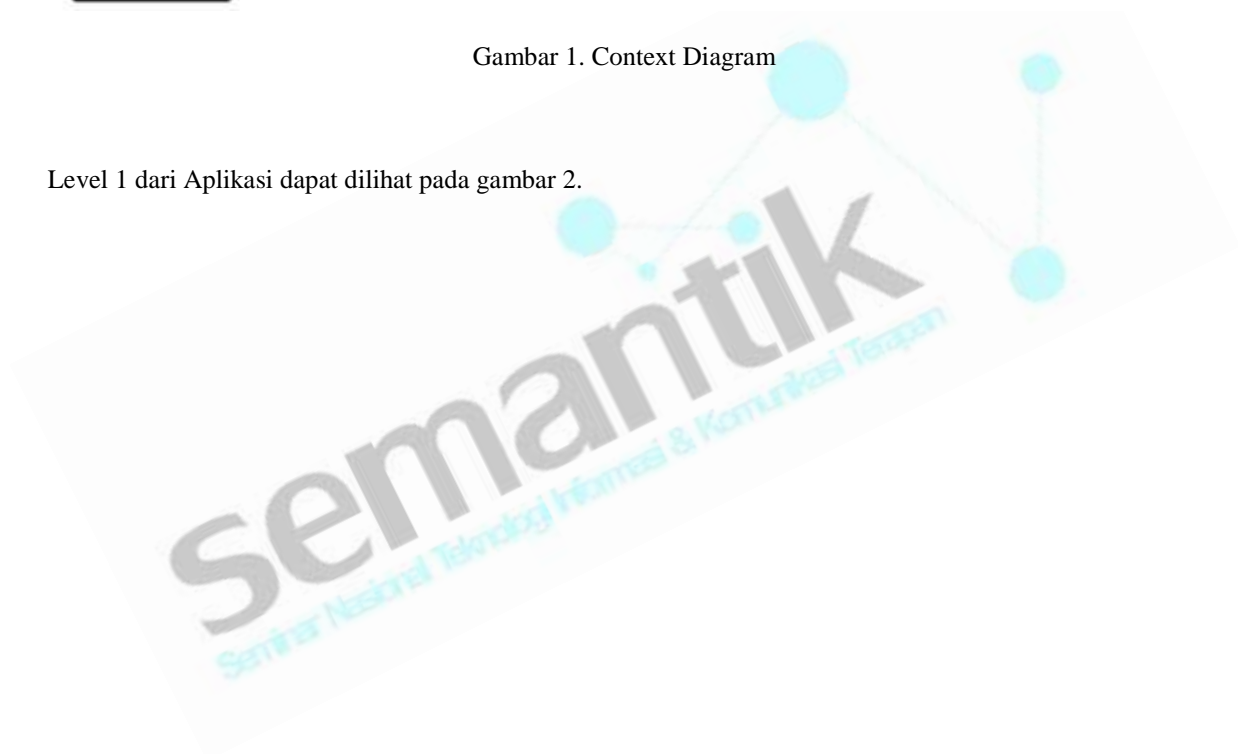 Gambar 1. Context Diagram
Level 1 dari Aplikasi dapat dilihat pada gambar 2.
semantik
Seminar Nasional Teknologi Informasi & Komunikasi Terapan